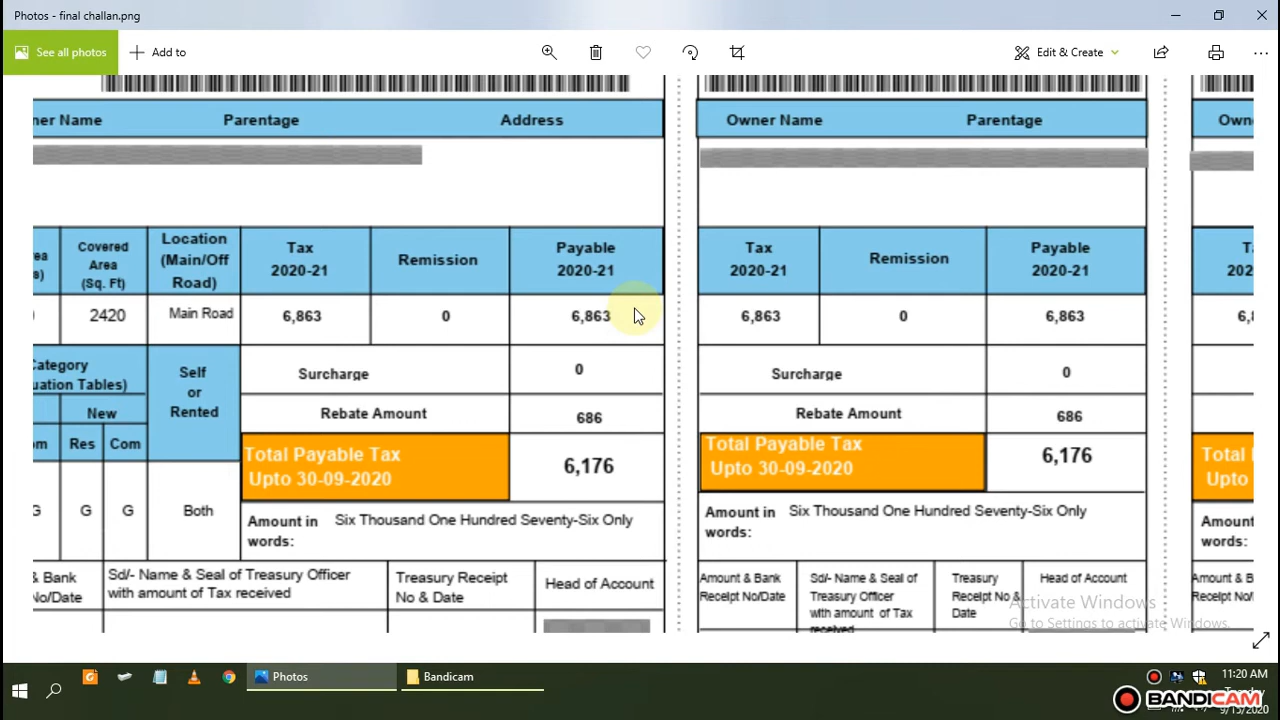 Photos - final challan.png
See all photos
Add to
Edit & Create
ner Name Parentage Address
Location (Main/Off Road)
Covered Area (Sq. Ft)
Tax 2020-21
Remission
Payable 2020-21
2420 Main Road 6,863 0 6,863
Category
uation Tables)
New
Res Com
Self or Rented
Surcharge 0
Rebate Amount 686
Total Payable Tax
Upto 30-09-2020
6,176
G G G Both
Amount in words: Six Thousand One Hundred Seventy-Six Only
& Bank
No/Date
Sd/- Name & Seal of Treasury Officer
with amount of Tax received
Treasury Receipt
No & Date
Head of Account
Owner Name Parentage
Tax 2020-21
Remission
Payable 2020-21
6,863 0 6,863
Surcharge 0
Rebate Amount 686
Total Payable Tax
Upto 30-09-2020
6,176
Amount in words: Six Thousand One Hundred Seventy-Six Only
Amount & Bank
Receipt No/Date
Sd/- Name & Seal of
Treasury Officer
with amount of Tax
received
Treasury
Receipt No &
Date
Head of Account
Own
202
6,8
Total
Upto
Amount
words:
Amount & B
Receipt No/
Activate Windows
Go to Settings to activate Windows.
Photos
Bandicam
11:20 AM
Tuesday
9/15/2020
BANDICAM